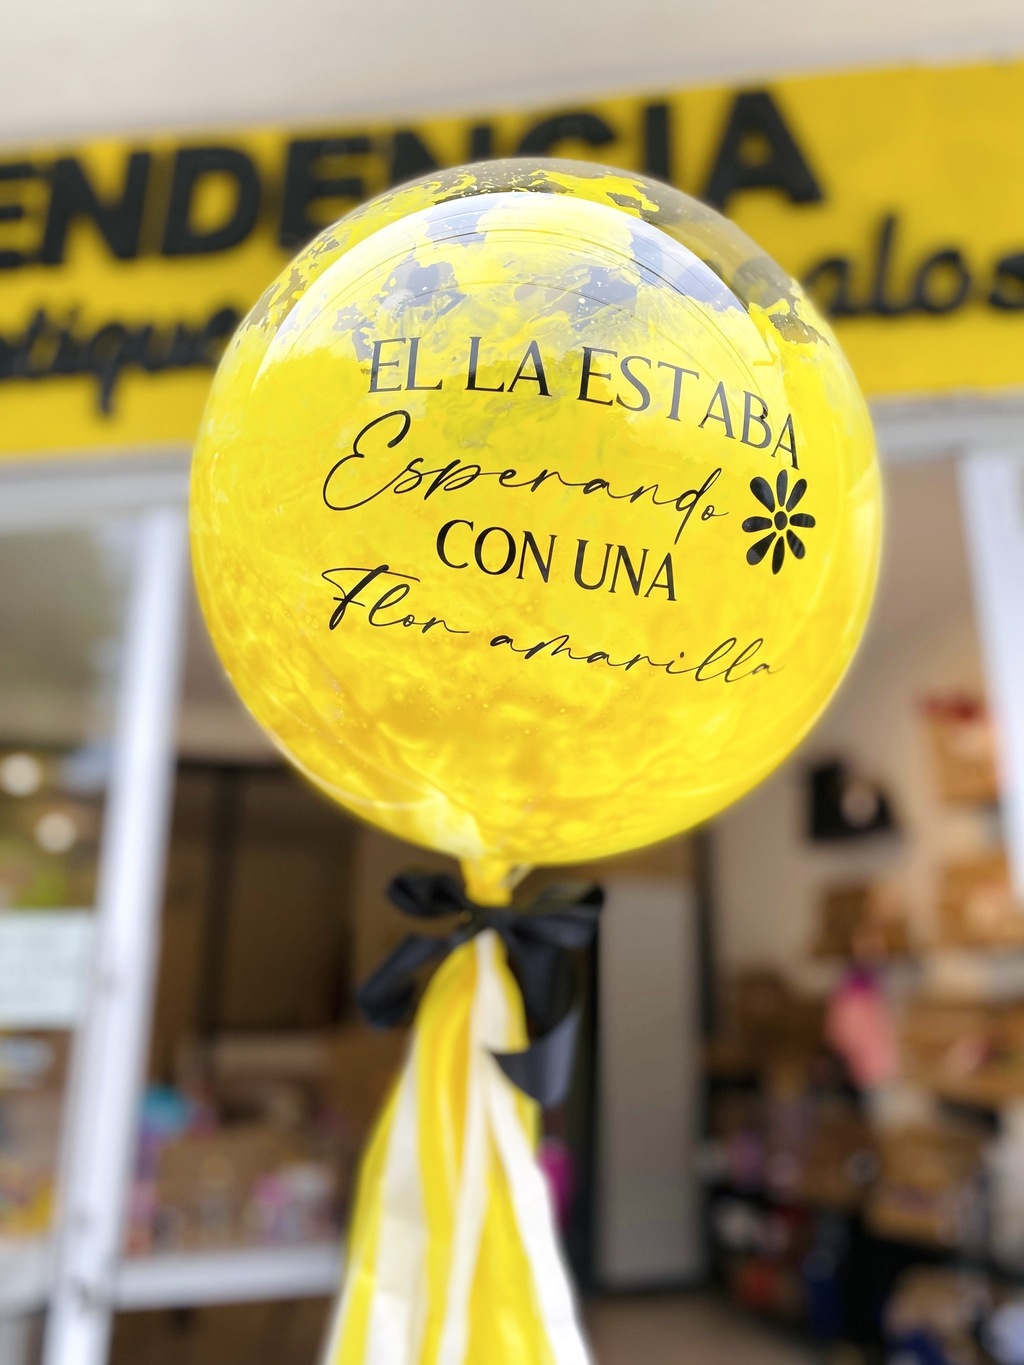 ENDENCIA
EL LA ESTABA
Esperando
CON UNA
Flor amarilla